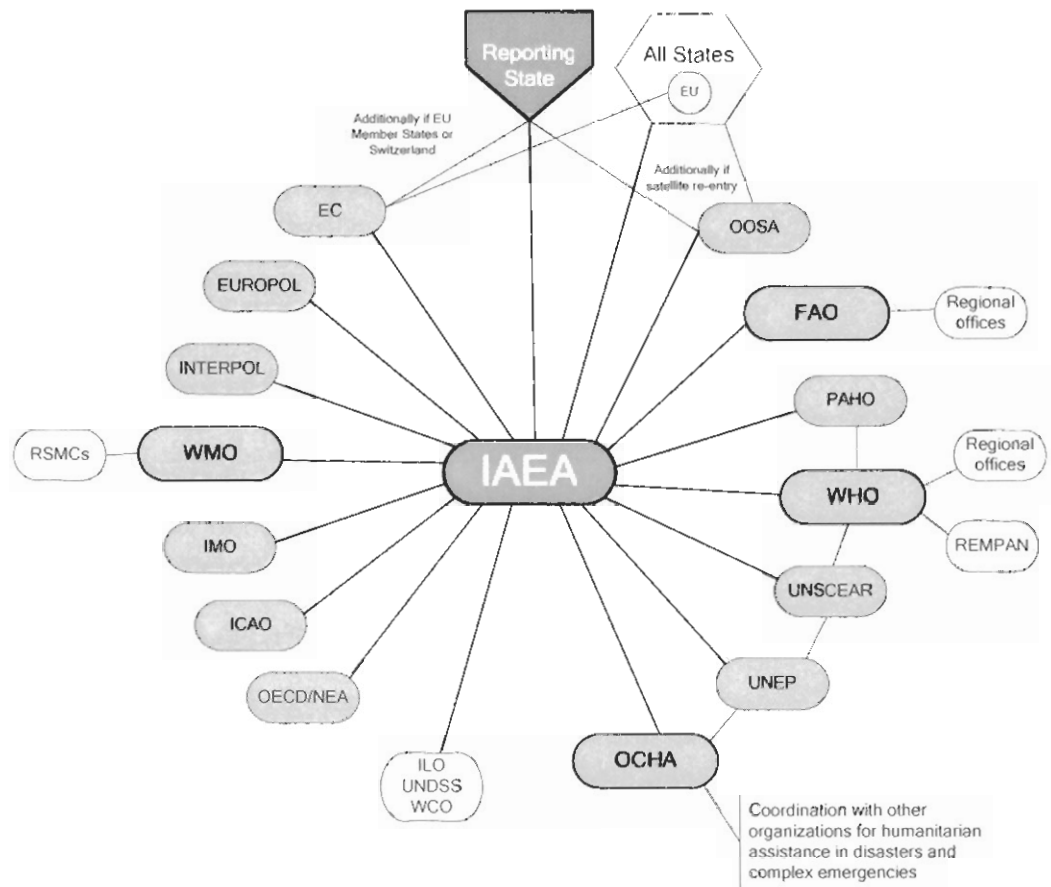 Reporting
State
All States
EU
Additionally if EU
Member States or
Switzerland
Additionally if
satellite re-entry
EC
OOSA
EUROPOL
FAO
Regional
offices
INTERPOL
PAHO
RSMCs
WMO
IAEA
WHO
Regional
offices
REMPAN
IMO
UNSCEAR
ICAO
UNEP
OECD/NEA
OCHA
ILO
UNDSS
WCO
Coordination with other
organizations for humanitarian
assistance in disasters and
complex emergencies